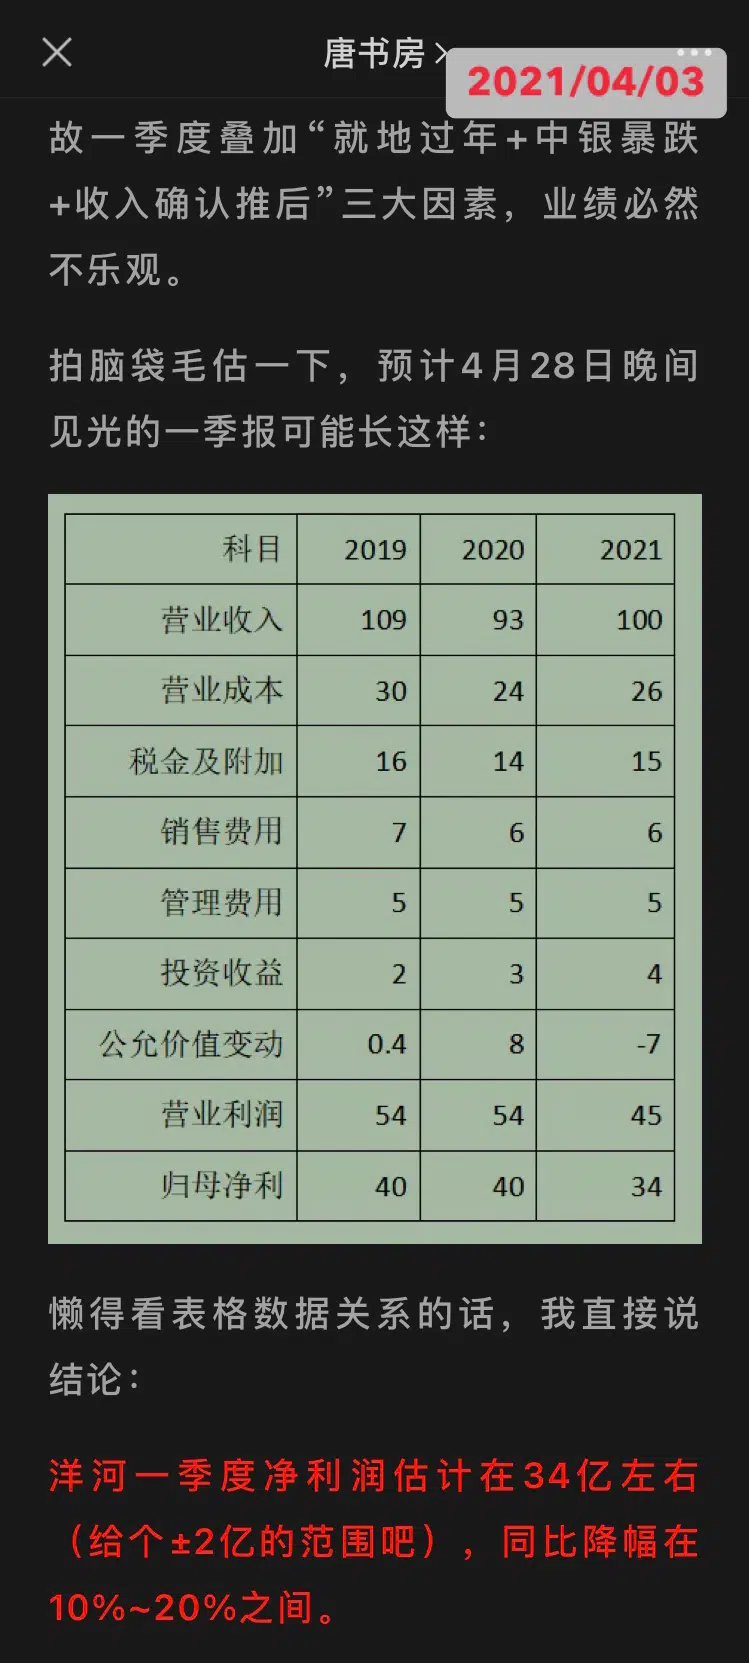 唐书房
2021/04/03
故一季度叠加“就地过年+中银暴跌
+收入确认推后”三大因素，业绩必然
不乐观。
拍脑袋毛估一下，预计4月28日晚间
见光的一季报可能长这样：
科目 2019 2020 2021
营业收入 109 93 100
营业成本 30 24 26
税金及附加 16 14 15
销售费用 7 6 6
管理费用 5 5 5
投资收益 2 3 4
公允价值变动 0.4 8 -7
营业利润 54 54 45
归母净利 40 40 34
懒得看表格数据关系的话，我直接说
结论：
洋河一季度净利润估计在34亿左右
（给个±2亿的范围吧），同比降幅在
10%~20%之间。